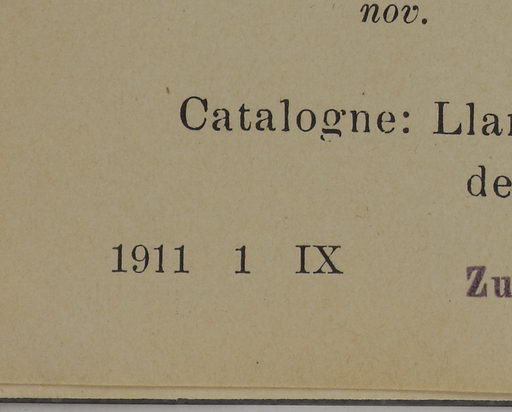 nov.
Catalogne: Lla
de
1911 1 IX
Zu